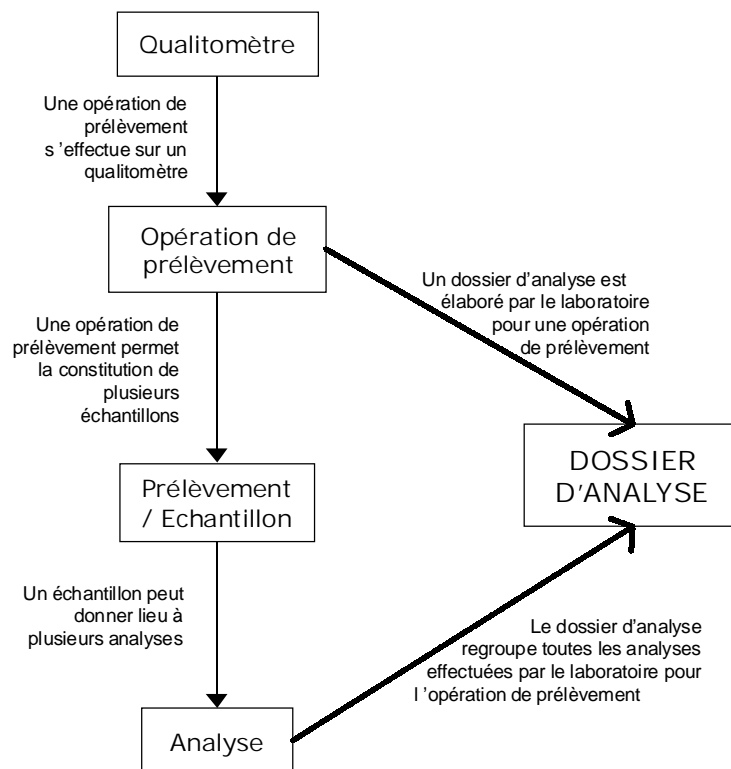 Qualitomètre
Une opération de
prélèvement
s 'effectue sur un
qualitomètre
Opération de
prélèvement
Un dossier d'analyse est
élaboré par le laboratoire
pour une opération
de prélèvement
Une opération de
prélèvement permet
la constitution de
plusieurs
échantillons
DOSSIER
D'ANALYSE
Prélèvement
/ Echantillon
Un échantillon peut
donner lieu à
plusieurs analyses
Le dossier d'analyse
regroupe toutes les analyses
effectuées par le laboratoire pour
l 'opération de prélèvement
Analyse